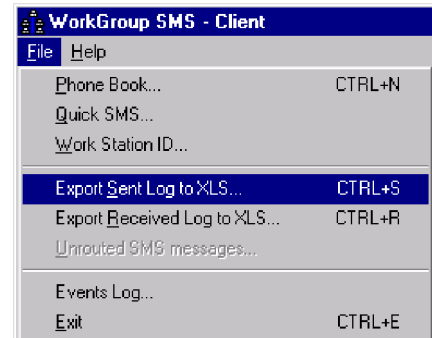 WorkGroup SMS - Client
File Help
Phone Book... CTRL+N
Quick SMS...
Work Station ID...
Export Sent Log to XLS... CTRL+S
Export Received Log to XLS... CTRL+R
Unrouted SMS messages...
Events Log...
Exit CTRL+E